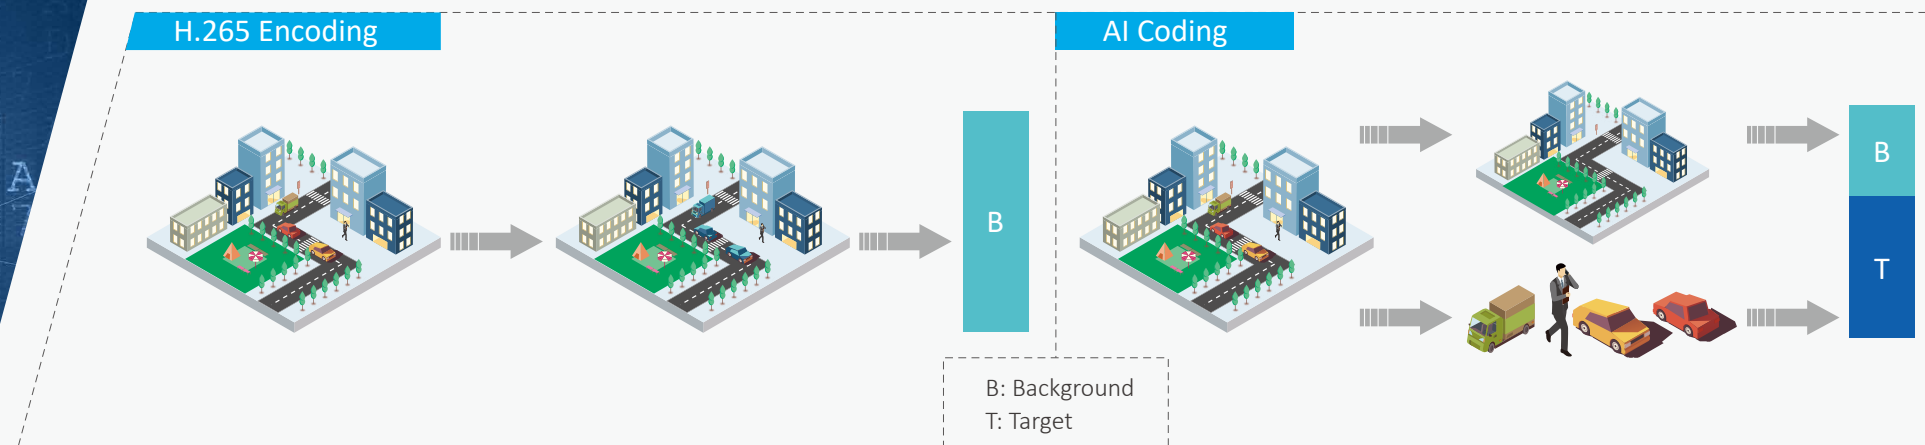 H.265 Encoding
AI Coding
B
B
T
B: Background
T: Target
A